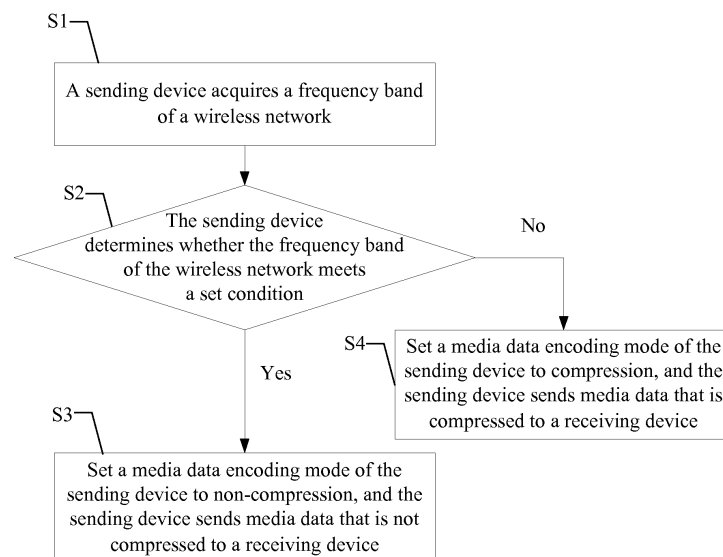 S1
A sending device acquires a frequency band
of a wireless network
S2
The sending device
determines whether the frequency band
of the wireless network meets
a set condition
No
S4
Set a media data encoding mode of the
sending device to compression, and the
sending device sends media data that is
compressed to a receiving device
Yes
S3
Set a media data encoding mode of the
sending device to non-compression, and the
sending device sends media data that is not
compressed to a receiving device